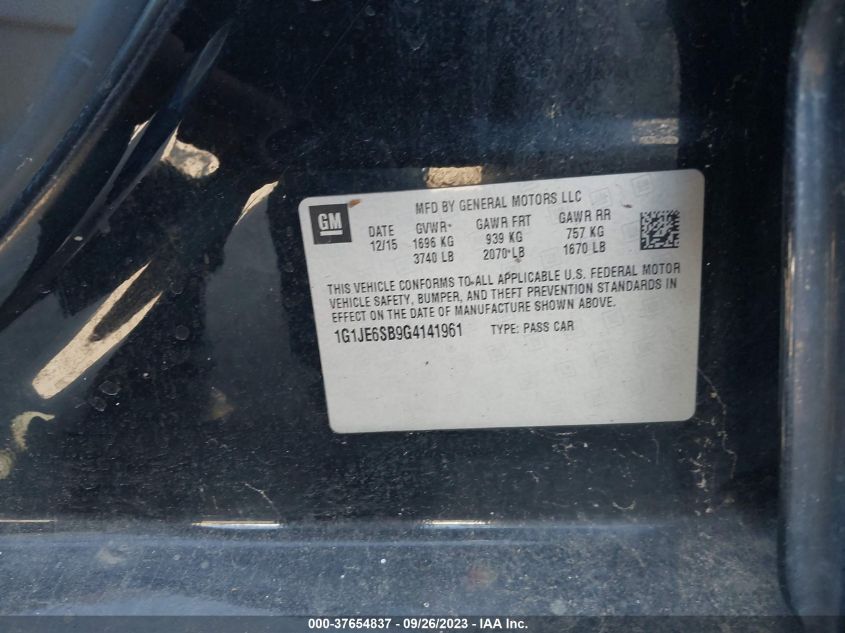 GM
MFD BY GENERAL MOTORS LLC
DATE GVWR* GAWR FRT GAWR RR
12/15 1696 KG 939 KG 757 KG
3740 LB 2070 LB 1670 LB
THIS VEHICLE CONFORMS TO ALL APPLICABLE U.S. FEDERAL MOTOR
VEHICLE SAFETY, BUMPER, AND THEFT PREVENTION STANDARDS IN
EFFECT ON THE DATE OF MANUFACTURE SHOWN ABOVE.
1G1JE6SB9G4141961 TYPE: PASS CAR
000-37654837 - 09/26/2023 - IAA Inc.